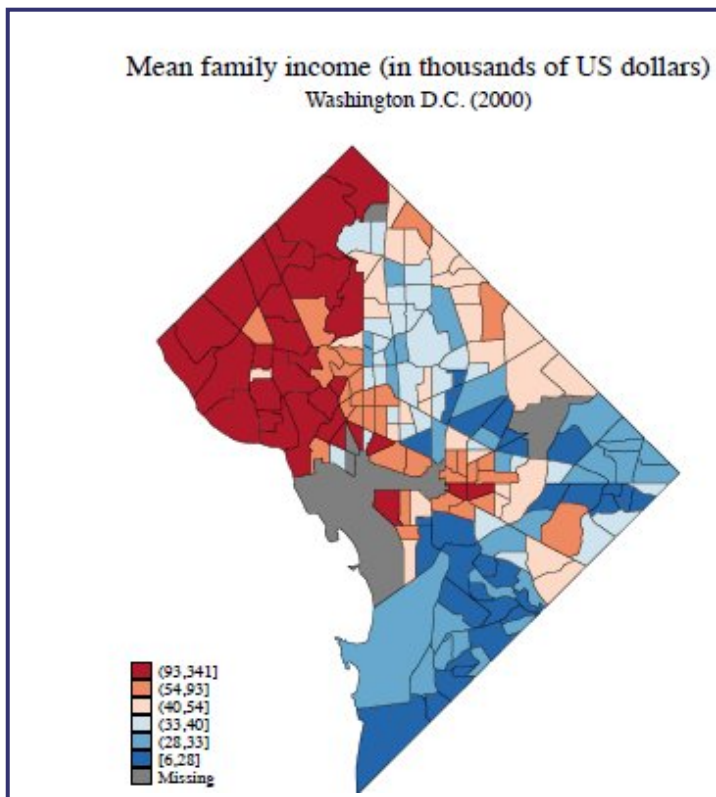 Mean family income (in thousands of US dollars)
Washington D.C. (2000)
(93,341]
(54,93]
(40,54]
(33,40]
(28,33]
[6,28]
Missing